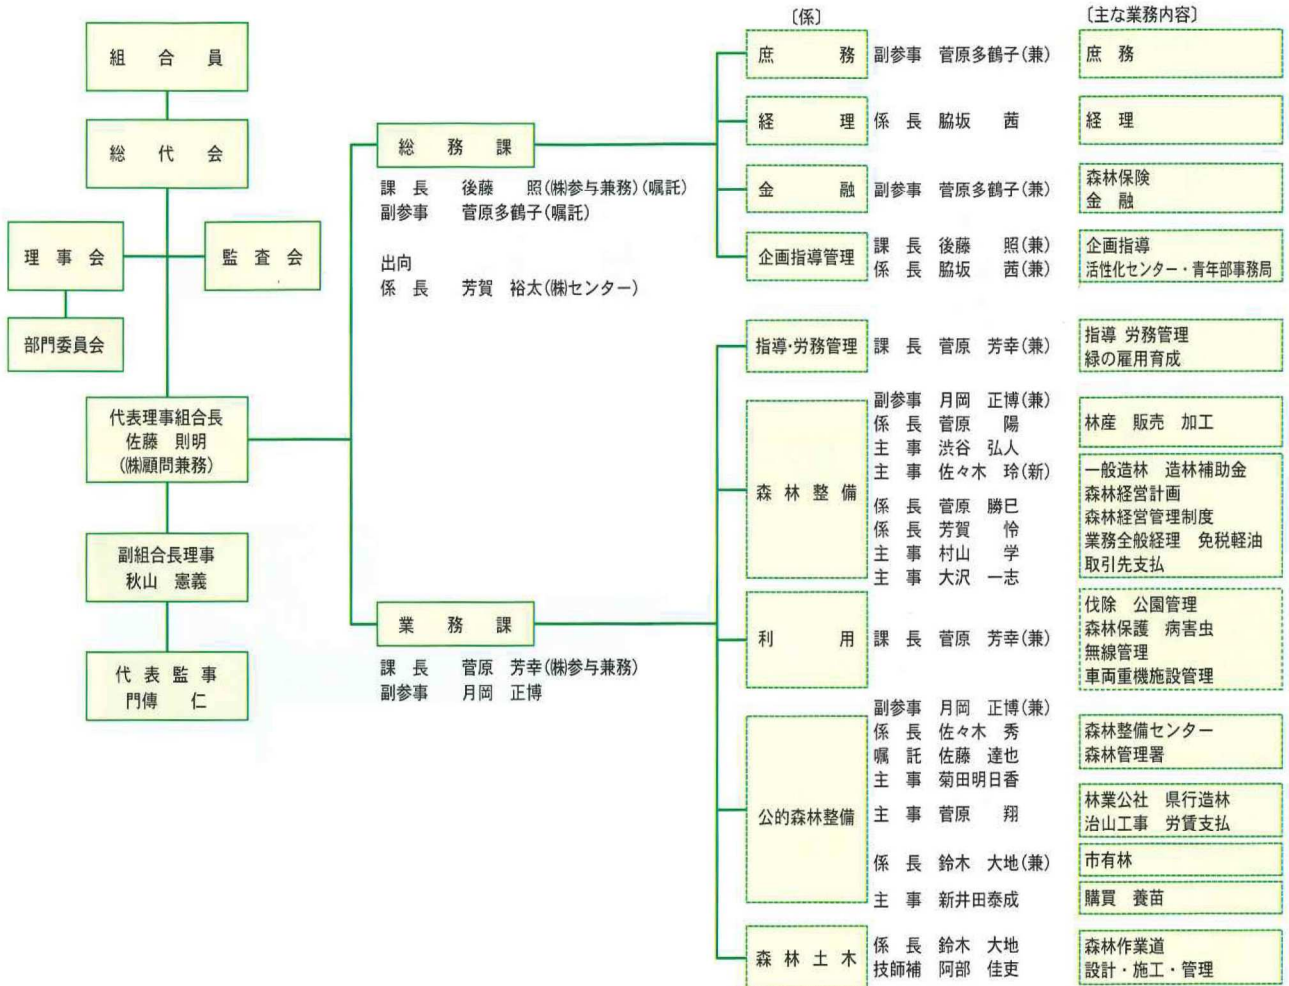 組合員
総代会
理事会
監査会
部門委員会
代表理事組合長
佐藤 則明
(㈱顧問兼務)
副組合長理事
秋山 憲義
代表監事
門傳 仁
総務課
課長 後藤 照(㈱参与兼務)(嘱託)
副参事 菅原多鶴子(嘱託)
出向
係長 芳賀 裕太(㈱センター)
業務課
課長 菅原 芳幸(㈱参与兼務)
副参事 月岡 正博
〔係〕
〔主な業務内容〕
庶務 副参事 菅原多鶴子(兼) 庶務
経理 係長 脇坂 茜 経理
金融 副参事 菅原多鶴子(兼)
森林保険
金融
企画指導管理
課長 後藤 照(兼)
係長 脇坂 茜(兼)
企画指導
活性化センター・青年部事務局
指導・労務管理 課長 菅原 芳幸(兼)
指導 労務管理
緑の雇用育成
森林整備
副参事 月岡 正博(兼)
係長 菅原 陽
主事 渋谷 弘人
主事 佐々木 玲(新)
林産 販売 加工
係長 菅原 勝巳
係長 芳賀 怜
主事 村山 学
主事 大沢 一志
一般造林 造林補助金
森林経営計画
森林経営管理制度
業務全般経理 免税軽油
取引先支払
利用 課長 菅原 芳幸(兼)
伐除 公園管理
森林保護 病害虫
無線管理
車両重機施設管理
公的森林整備
副参事 月岡 正博(兼)
係長 佐々木 秀
嘱託 佐藤 達也
主事 菊田明日香
森林整備センター
森林管理署
主事 菅原 翔
林業公社 県行造林
治山工事 労賃支払
係長 鈴木 大地(兼) 市有林
主事 新井田泰成 購買 養苗
森林土木
係長 鈴木 大地
技師補 阿部 佳吏
森林作業道
設計・施工・管理